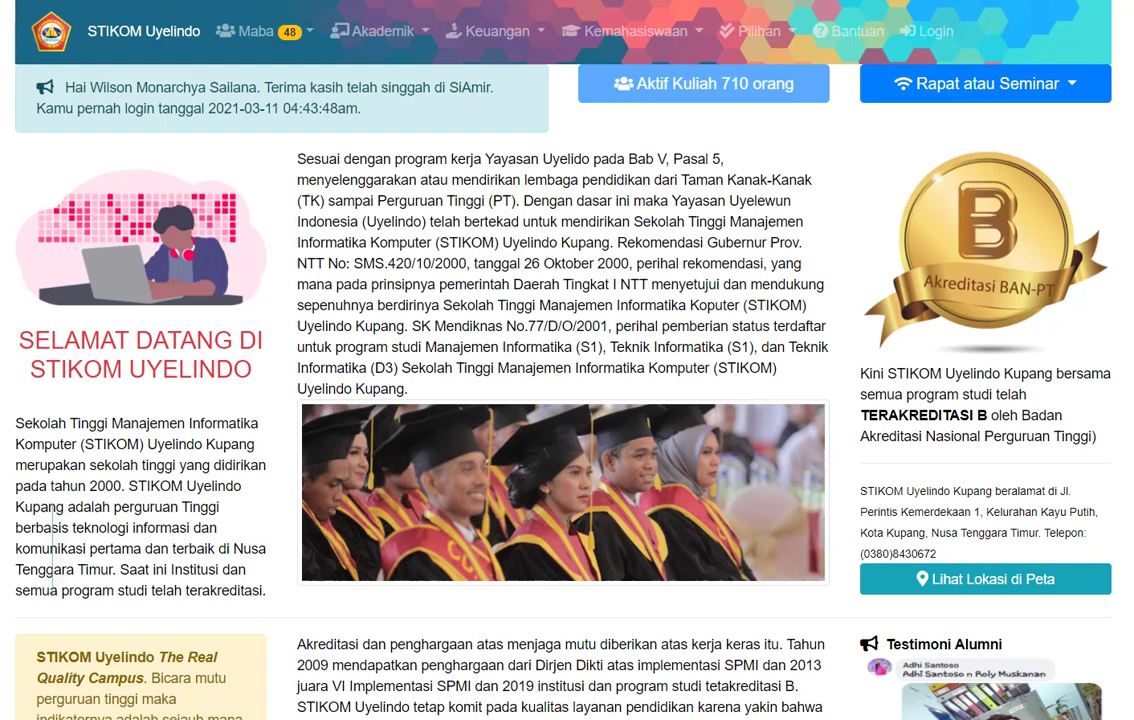 STIKOM Uyelindo Maba 48 Akademik Keuangan Kemahasiswaan Pilihan Bantuan Login
Hai Wilson Monarchya Sailana. Terima kasih telah singgah di SiAmir.
Kamu pernah login tanggal 2021-03-11 04:43:48am.
Aktif Kuliah 710 orang
Rapat atau Seminar
SELAMAT DATANG DI
STIKOM UYELINDO
Sekolah Tinggi Manajemen Informatika
Komputer (STIKOM) Uyelindo Kupang
merupakan sekolah tinggi yang didirikan
pada tahun 2000. STIKOM Uyelindo
Kupang adalah perguruan Tinggi
berbasis teknologi informasi dan
komunikasi pertama dan terbaik di Nusa
Tenggara Timur. Saat ini Institusi dan
semua program studi telah terakreditasi.
Sesuai dengan program kerja Yayasan Uyelido pada Bab V, Pasal 5,
menyelenggarakan atau mendirikan lembaga pendidikan dari Taman Kanak-Kanak
(TK) sampai Perguruan Tinggi (PT). Dengan dasar ini maka Yayasan Uyelewun
Indonesia (Uyelindo) telah bertekad untuk mendirikan Sekolah Tinggi Manajemen
Informatika Komputer (STIKOM) Uyelindo Kupang. Rekomendasi Gubernur Prov.
NTT No: SMS.420/10/2000, tanggal 26 Oktober 2000, perihal rekomendasi, yang
mana pada prinsipnya pemerintah Daerah Tingkat I NTT menyetujui dan mendukung
sepenuhnya berdirinya Sekolah Tinggi Manajemen Informatika Koputer (STIKOM)
Uyelindo Kupang. SK Mendiknas No.77/D/O/2001, perihal pemberian status terdaftar
untuk program studi Manajemen Informatika (S1), Teknik Informatika (S1), dan Teknik
Informatika (D3) Sekolah Tinggi Manajemen Informatika Komputer (STIKOM)
Uyelindo Kupang.
B
Akreditasi BAN-PT
Kini STIKOM Uyelindo Kupang bersama
semua program studi telah
TERAKREDITASI B oleh Badan
Akreditasi Nasional Perguruan Tinggi)
STIKOM Uyelindo Kupang beralamat di Jl.
Perintis Kemerdekaan 1, Kelurahan Kayu Putih,
Kota Kupang, Nusa Tenggara Timur. Telepon:
(0380)8430672
Lihat Lokasi di Peta
STIKOM Uyelindo The Real
Quality Campus. Bicara mutu
perguruan tinggi maka
indikatornya adalah sejauh mana
Akreditasi dan penghargaan atas menjaga mutu diberikan atas kerja keras itu. Tahun
2009 mendapatkan penghargaan dari Dirjen Dikti atas implementasi SPMI dan 2013
juara VI Implementasi SPMI dan 2019 institusi dan program studi tetakreditasi B.
STIKOM Uyelindo tetap komit pada kualitas layanan pendidikan karena yakin bahwa
Testimoni Alumni
Adhi Santoso
Adhi Santoso n Roly Muskanan